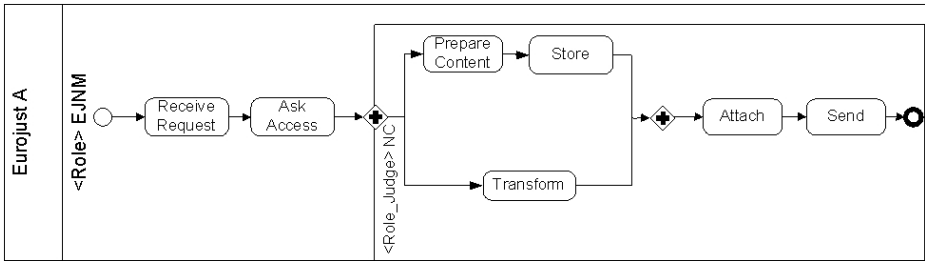 Eurojust A
<Role> EJNM
Receive
Request
Ask
Access
<Role_Judge> NC
Prepare
Content
Store
Transform
Attach
Send